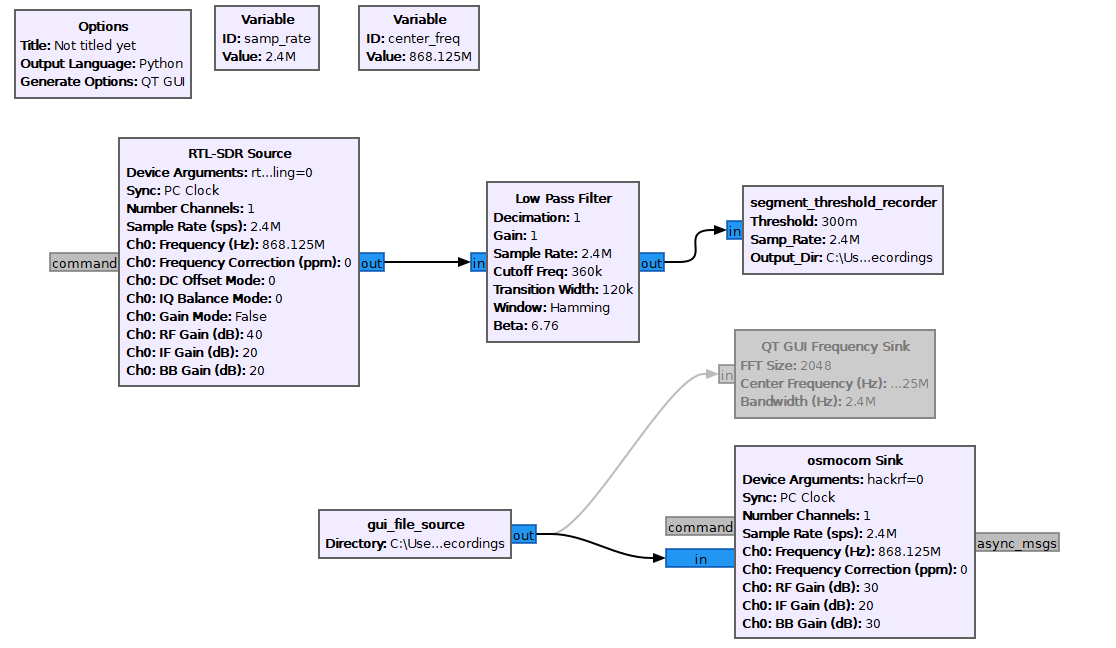 Options
Title: Not titled yet
Output Language: Python
Generate Options: QT GUI
Variable
ID: samp_rate
Value: 2.4M
Variable
ID: center_freq
Value: 868.125M
RTL-SDR Source
Device Arguments: rt...ling=0
Sync: PC Clock
Number Channels: 1
Sample Rate (sps): 2.4M
Ch0: Frequency (Hz): 868.125M
Ch0: Frequency Correction (ppm): 0
Ch0: DC Offset Mode: 0
Ch0: IQ Balance Mode: 0
Ch0: Gain Mode: False
Ch0: RF Gain (dB): 40
Ch0: IF Gain (dB): 20
Ch0: BB Gain (dB): 20
command
out
Low Pass Filter
Decimation: 1
Gain: 1
Sample Rate: 2.4M
Cutoff Freq: 360k
Transition Width: 120k
Window: Hamming
Beta: 6.76
in
out
segment_threshold_recorder
Threshold: 300m
Samp_Rate: 2.4M
Output_Dir: C:\Us...ecordings
in
QT GUI Frequency Sink
FFT Size: 2048
Center Frequency (Hz): ...25M
Bandwidth (Hz): 2.4M
in
gui_file_source
Directory: C:\Use...ecordings
out
osmocom Sink
Device Arguments: hackrf=0
Sync: PC Clock
Number Channels: 1
Sample Rate (sps): 2.4M
Ch0: Frequency (Hz): 868.125M
Ch0: Frequency Correction (ppm): 0
Ch0: RF Gain (dB): 30
Ch0: IF Gain (dB): 20
Ch0: BB Gain (dB): 30
command
in
async_msgs